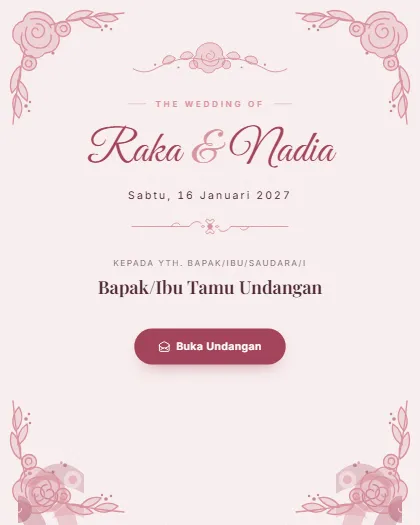 THE WEDDING OF
Raka & Nadia
Sabtu, 16 Januari 2027
KEPADA YTH. BAPAK/IBU/SAUDARA/I
Bapak/Ibu Tamu Undangan
Buka Undangan